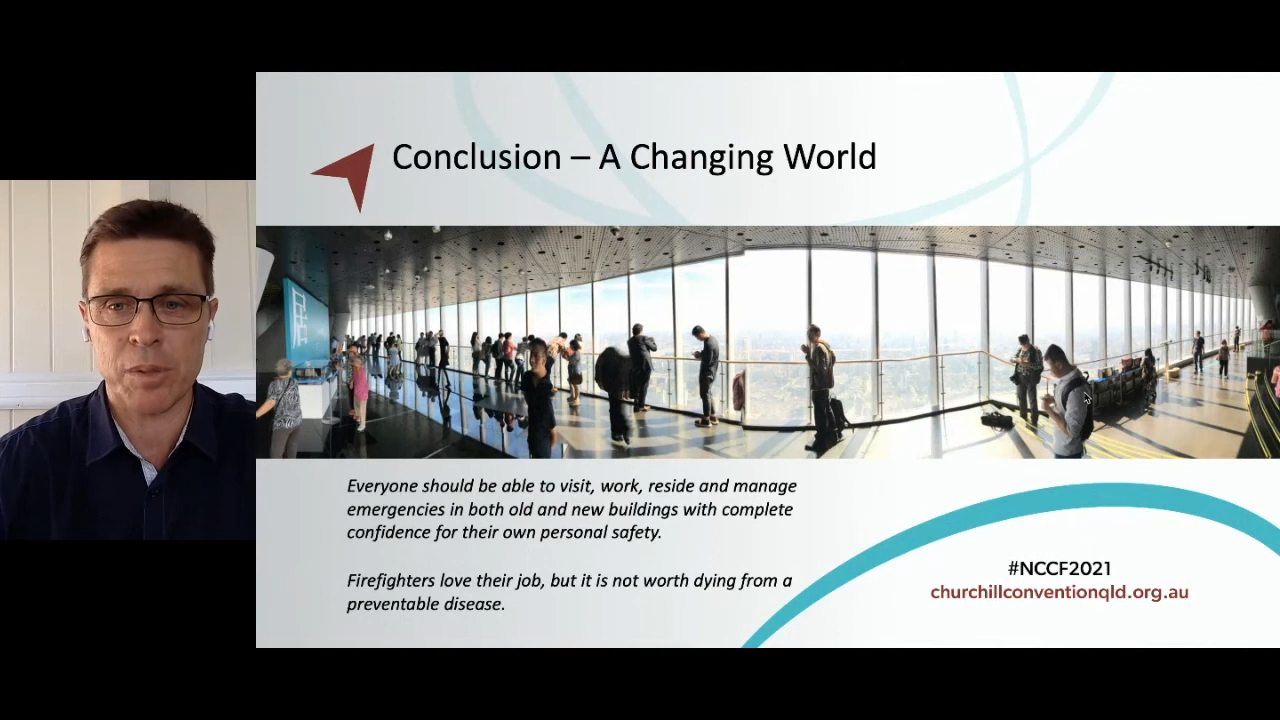 Conclusion – A Changing World
Everyone should be able to visit, work, reside and manage
emergencies in both old and new buildings with complete
confidence for their own personal safety.
Firefighters love their job, but it is not worth dying from a
preventable disease.
#NCCF2021
churchillconventionqld.org.au